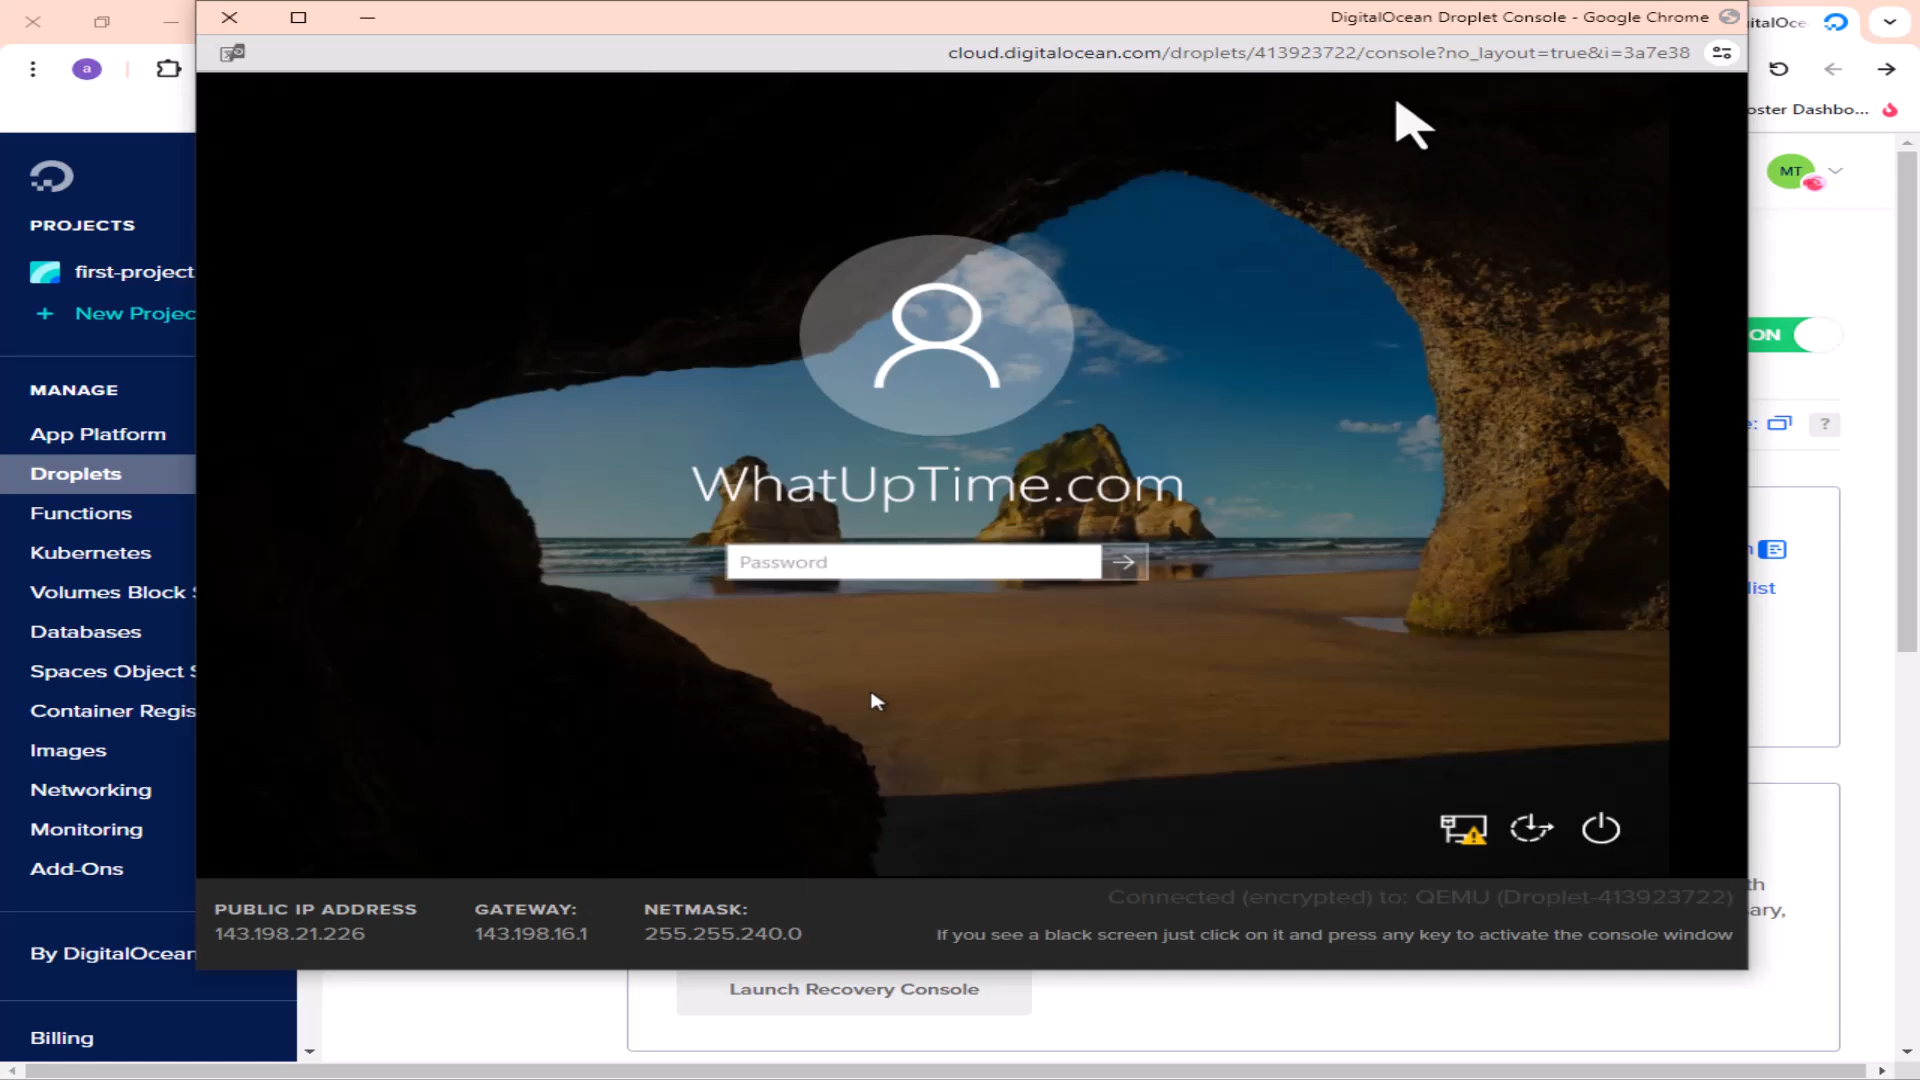 DigitalOcean Droplet Console - Google Chrome
cloud.digitalocean.com/droplets/413923722/console?no_layout=true&i=3a7e38
a
oster Dashbo...
MT
PROJECTS
first-project
+ New Projec
ON
MANAGE
App Platform
Droplets
Functions
Kubernetes
Volumes Block
Databases
Spaces Object
Container Regis
Images
Networking
Monitoring
Add-Ons
By DigitalOcean
Billing
WhatUpTime.com
Password
e:
?
list
th
ary,
PUBLIC IP ADDRESS
143.198.21.226
GATEWAY:
143.198.16.1
NETMASK:
255.255.240.0
Connected (encrypted) to: QEMU (Droplet-413923722)
If you see a black screen just click on it and press any key to activate the console window
Launch Recovery Console